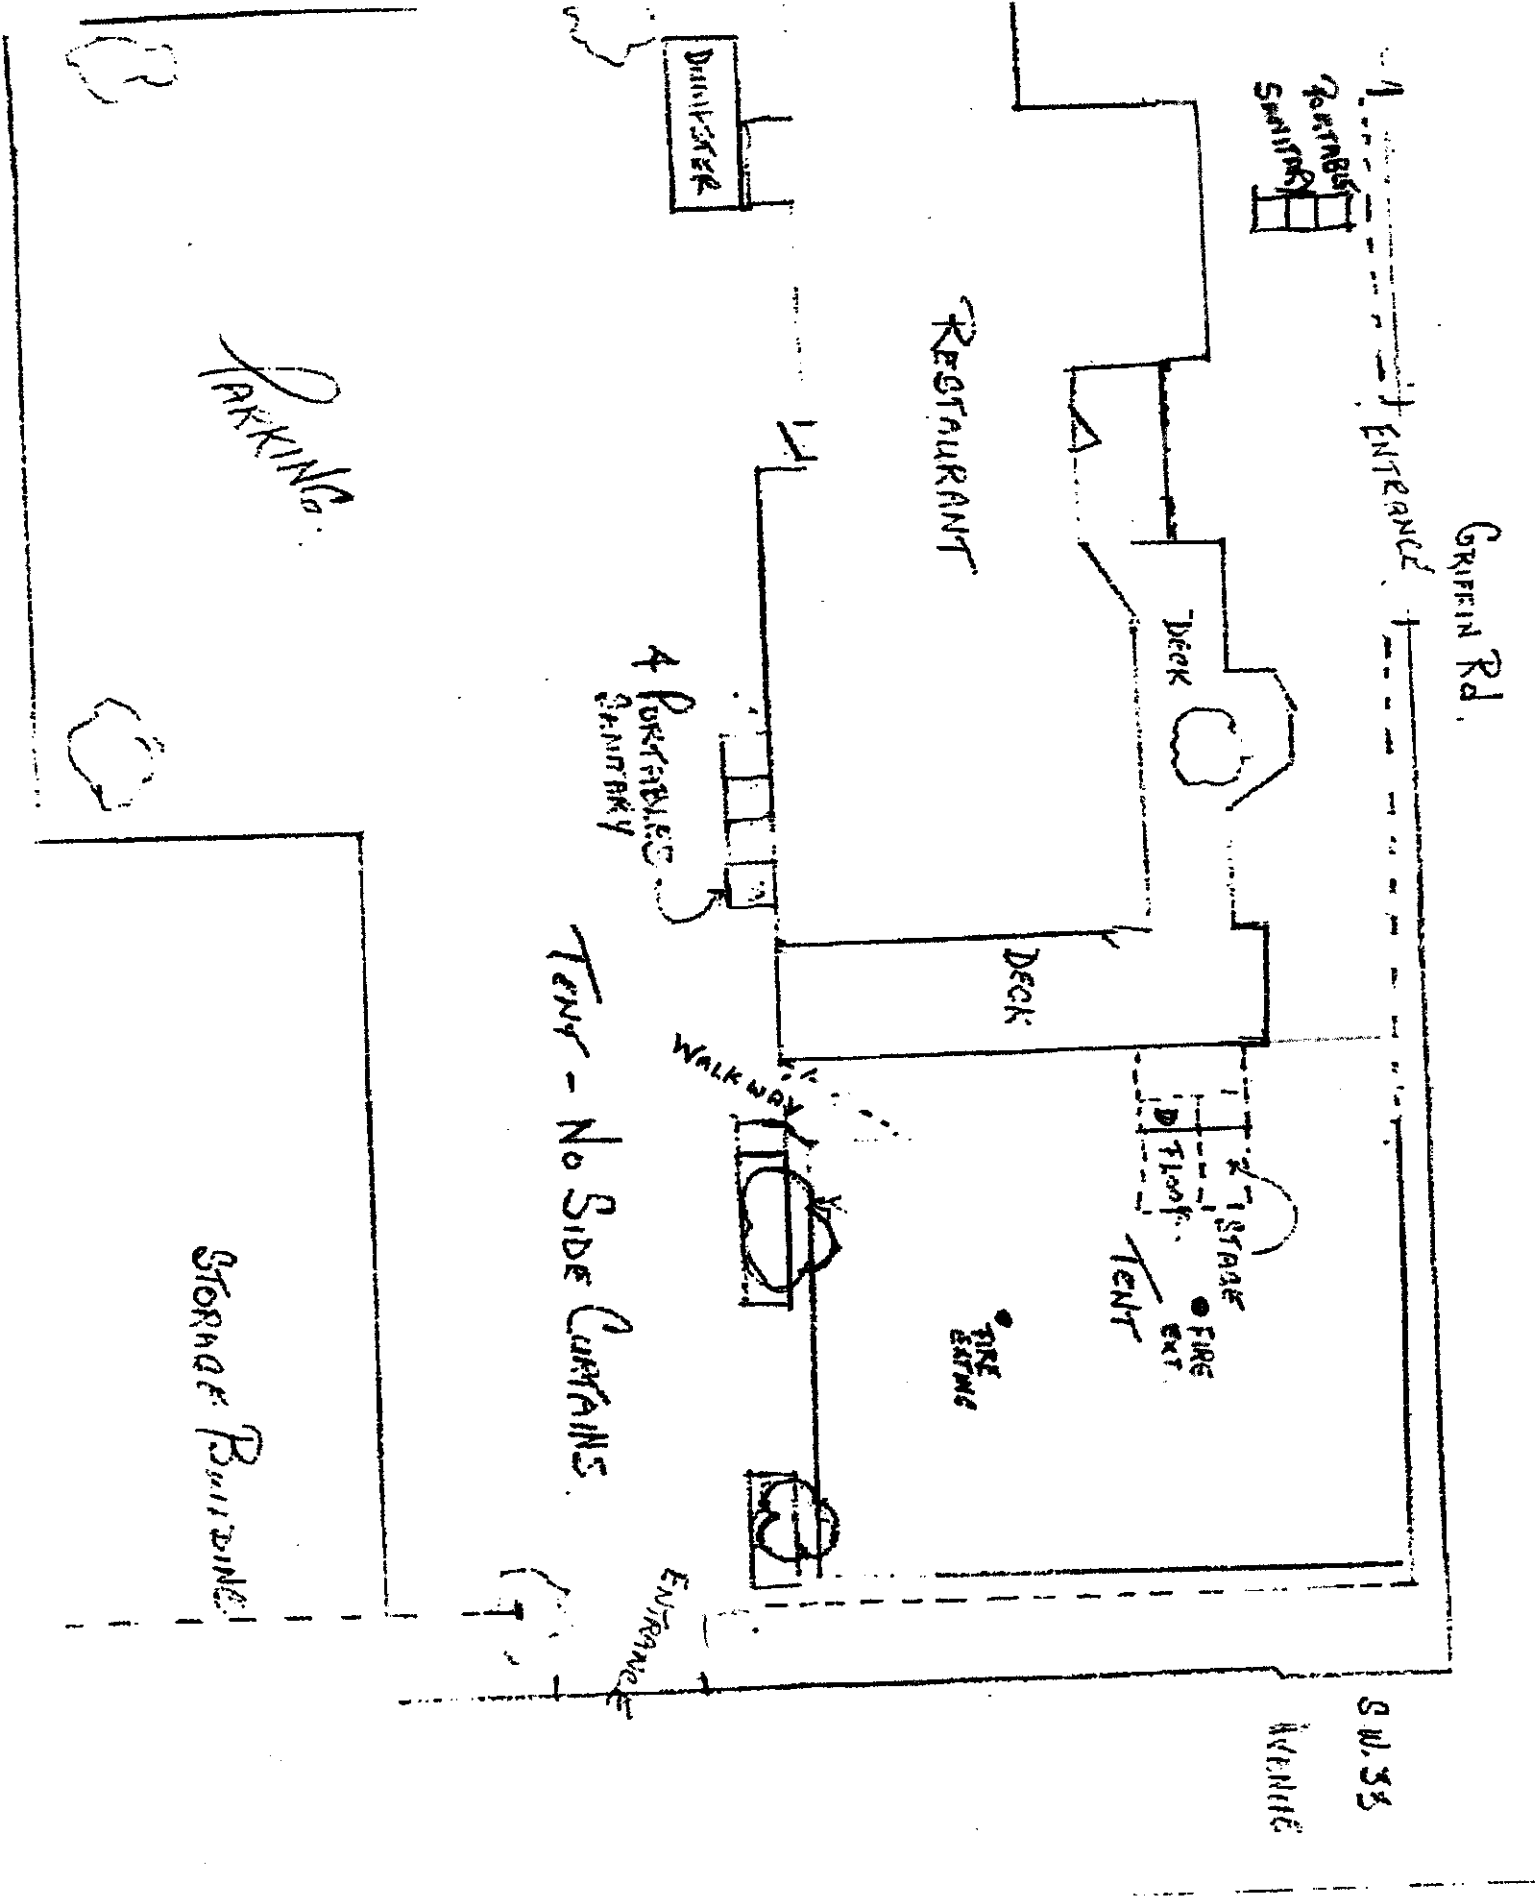 GRIFFIN Rd.
ENTRANCE
PORTABLE
SANITARY
S.W. 33
AVENUE
DECK
STAGE
D FLOOR
FIRE
EXT
TENT
RESTAURANT
DECK
FIRE
EXTING
WALKWAY
DUMPSTER
4 PORTABLES
SANITARY
ENTRANCE
TENT - NO SIDE CURTAINS
PARKING.
STORAGE BUILDING